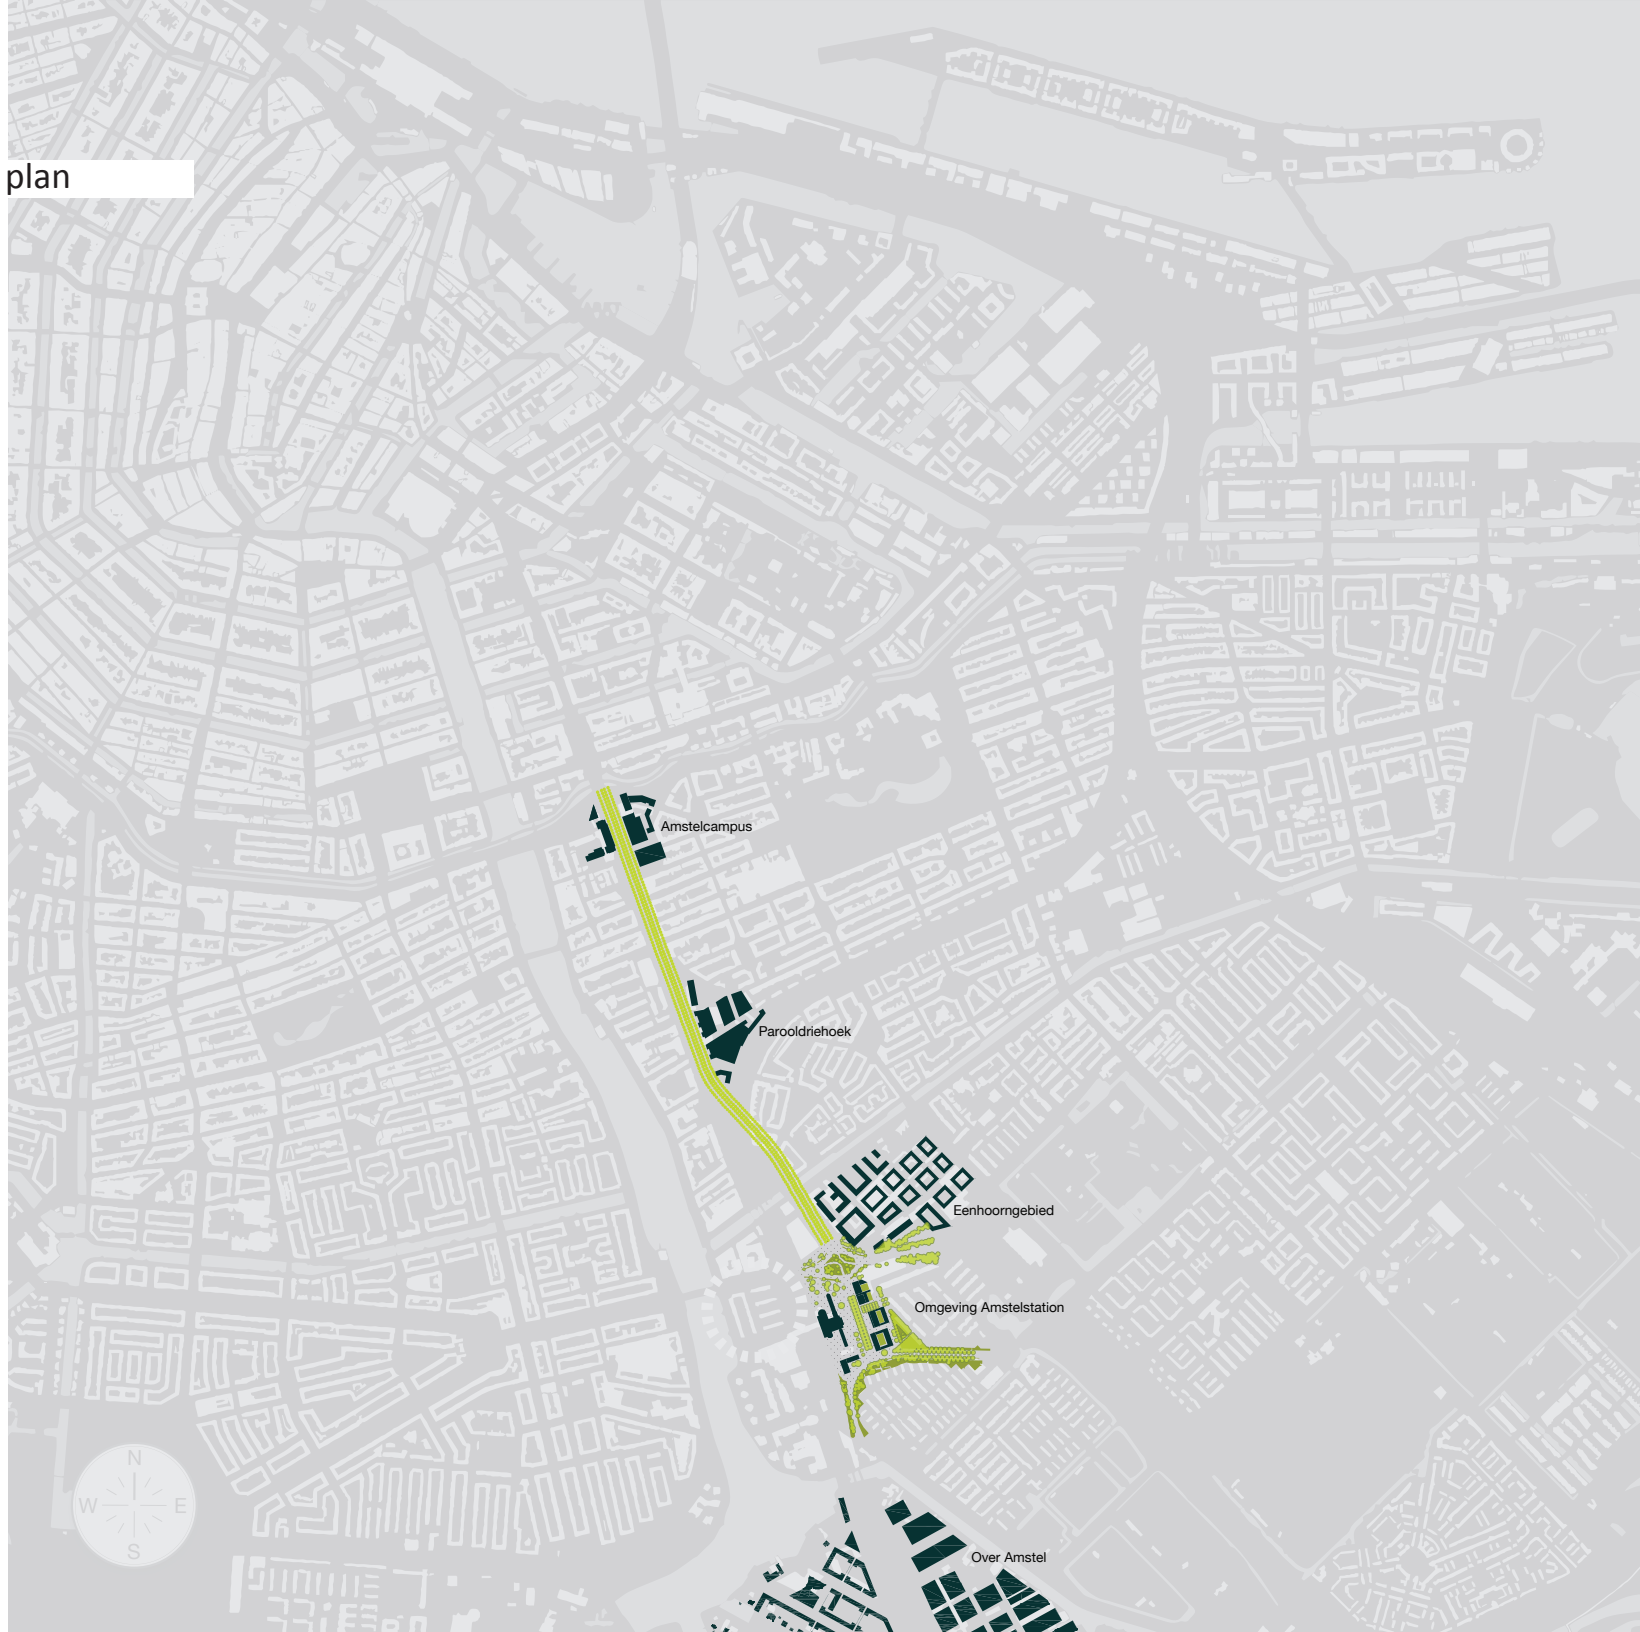 plan
Amstelcampus
Parooldriehoek
Eenhoorngebied
Omgeving Amstelstation
N
W E
S
Over Amstel